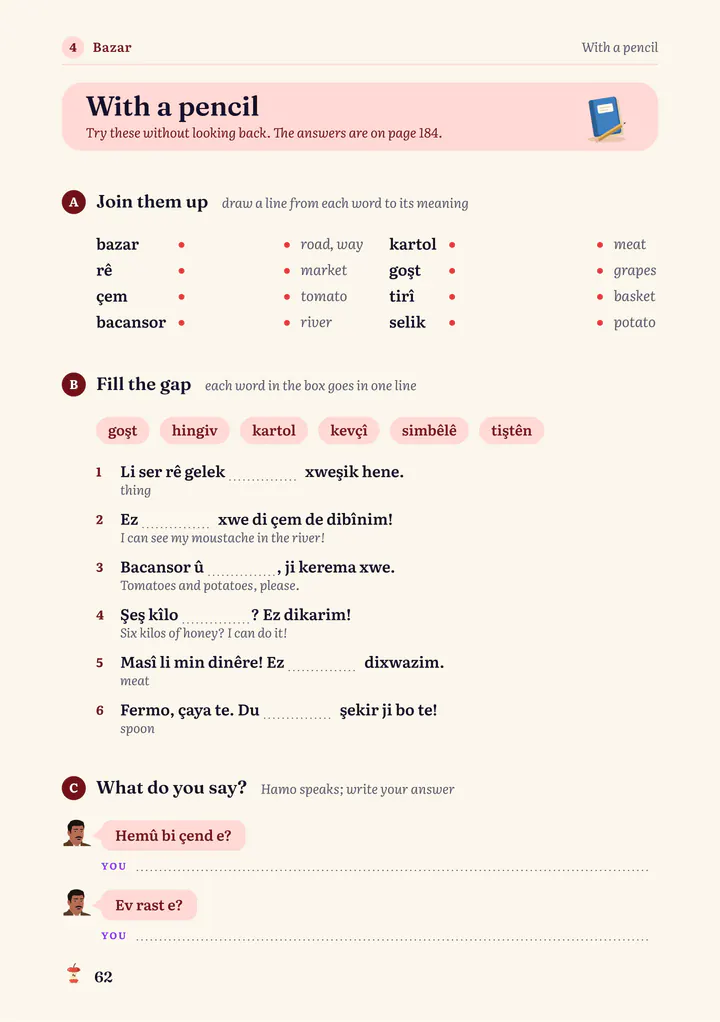 4 Bazar With a pencil
With a pencil
Try these without looking back. The answers are on page 184.
A Join them up draw a line from each word to its meaning
bazar road, way kartol meat
rê market goşt grapes
çem tomato tirî basket
bacansor river selik potato
B Fill the gap each word in the box goes in one line
goşt hingiv kartol kevçî simbêlê tiştên
1 Li ser rê gelek .............. xweşik hene.
thing
2 Ez .............. xwe di çem de dibînim!
I can see my moustache in the river!
3 Bacansor û .............., ji kerema xwe.
Tomatoes and potatoes, please.
4 Şeş kîlo ..............? Ez dikarim!
Six kilos of honey? I can do it!
5 Masî li min dinêre! Ez .............. dixwazim.
meat
6 Fermo, çaya te. Du .............. şekir ji bo te!
spoon
C What do you say? Hamo speaks; write your answer
Hemû bi çend e?
YOU
Ev rast e?
YOU
62